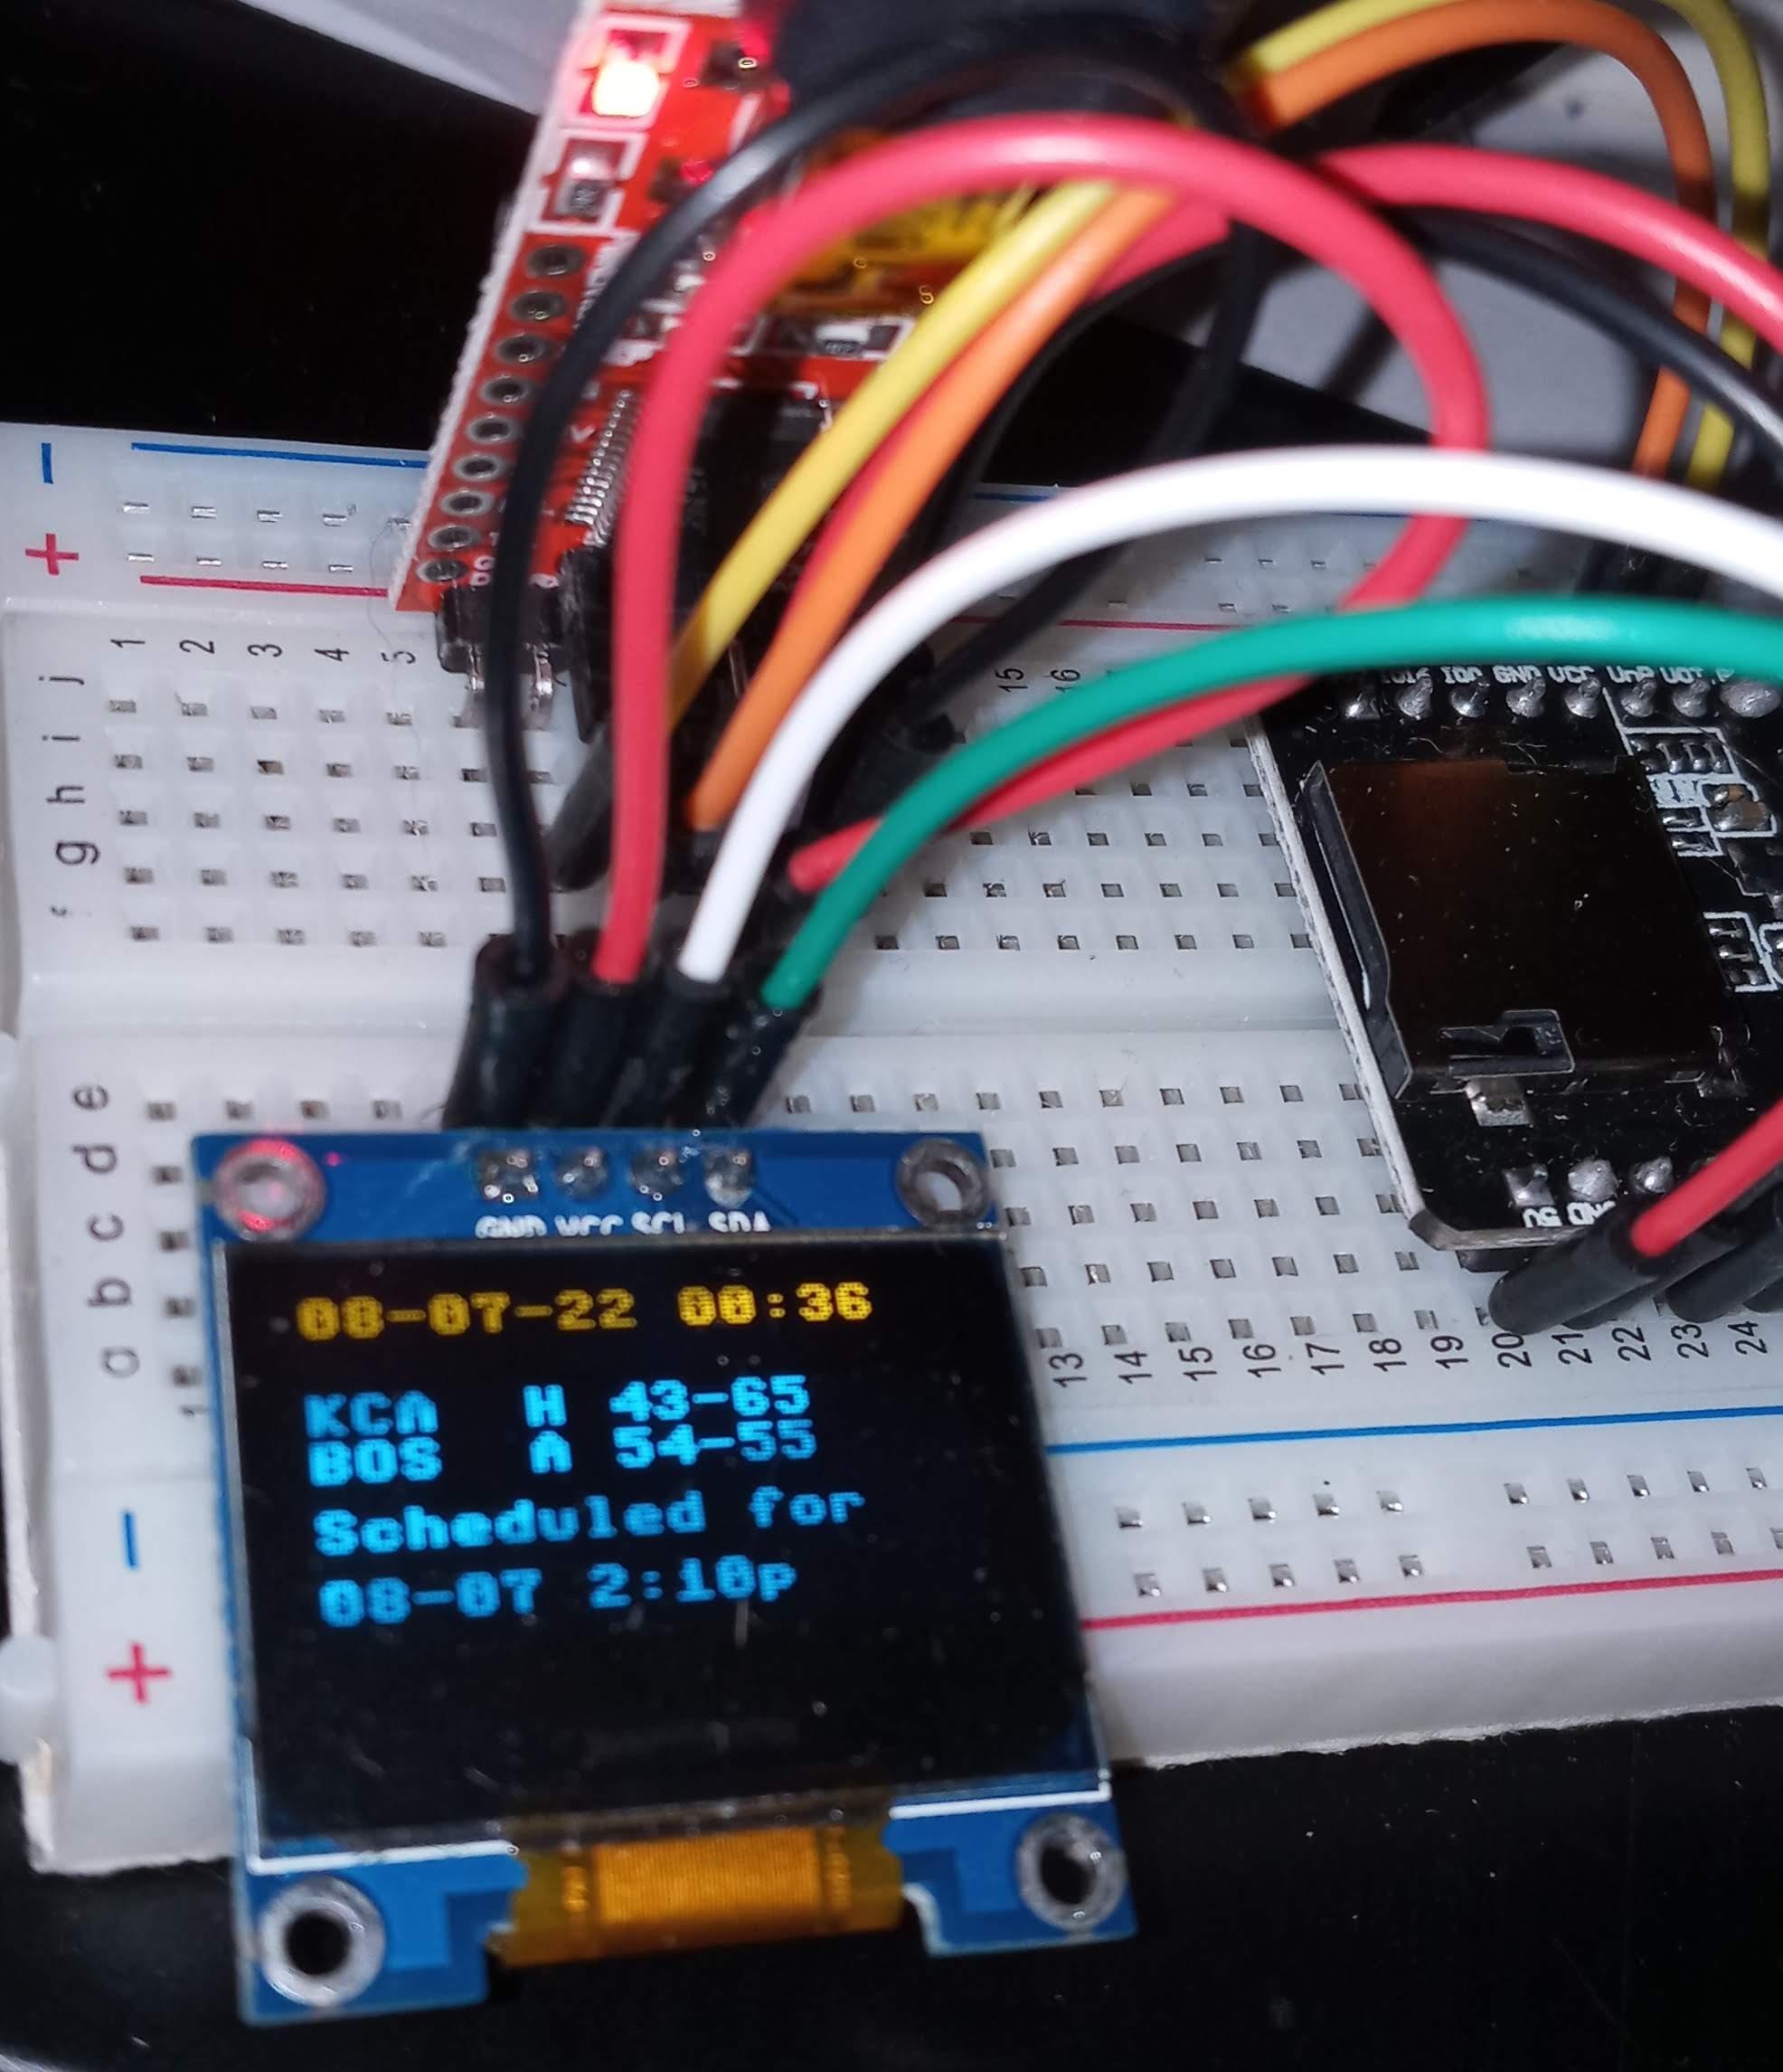 - +
1 2 3 4 5
15 16
j
i
h
g
f
GND VCC
e
d
c
b
a
GND VCC SCL SDA
08-07-22 00:36
KCA H 43-65
BOS A 54-55
Scheduled for
08-07 2:10p
1
13 14 15 16 17 18 19 20 21 22 23 24
5V
- +